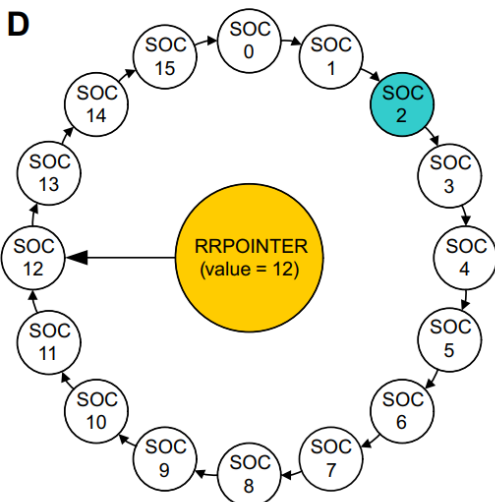 D
SOC
0
SOC
1
SOC
2
SOC
3
SOC
4
SOC
5
SOC
6
SOC
7
SOC
8
SOC
9
SOC
10
SOC
11
SOC
12
SOC
13
SOC
14
SOC
15
RRPOINTER
(value = 12)